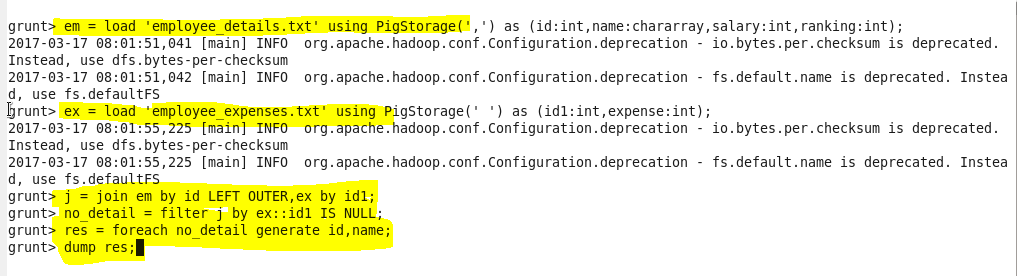 grunt> em = load 'employee_details.txt' using PigStorage(',') as (id:int,name:chararray,salary:int,ranking:int);
2017-03-17 08:01:51,041 [main] INFO  org.apache.hadoop.conf.Configuration.deprecation - io.bytes.per.checksum is deprecated.
Instead, use dfs.bytes-per-checksum
2017-03-17 08:01:51,042 [main] INFO  org.apache.hadoop.conf.Configuration.deprecation - fs.default.name is deprecated. Instea
d, use fs.defaultFS
grunt> ex = load 'employee_expenses.txt' using PigStorage(' ') as (id1:int,expense:int);
2017-03-17 08:01:55,225 [main] INFO  org.apache.hadoop.conf.Configuration.deprecation - io.bytes.per.checksum is deprecated.
Instead, use dfs.bytes-per-checksum
2017-03-17 08:01:55,225 [main] INFO  org.apache.hadoop.conf.Configuration.deprecation - fs.default.name is deprecated. Instea
d, use fs.defaultFS
grunt> j = join em by id LEFT OUTER,ex by id1;
grunt> no_detail = filter j by ex::id1 IS NULL;
grunt> res = foreach no_detail generate id,name;
grunt> dump res;